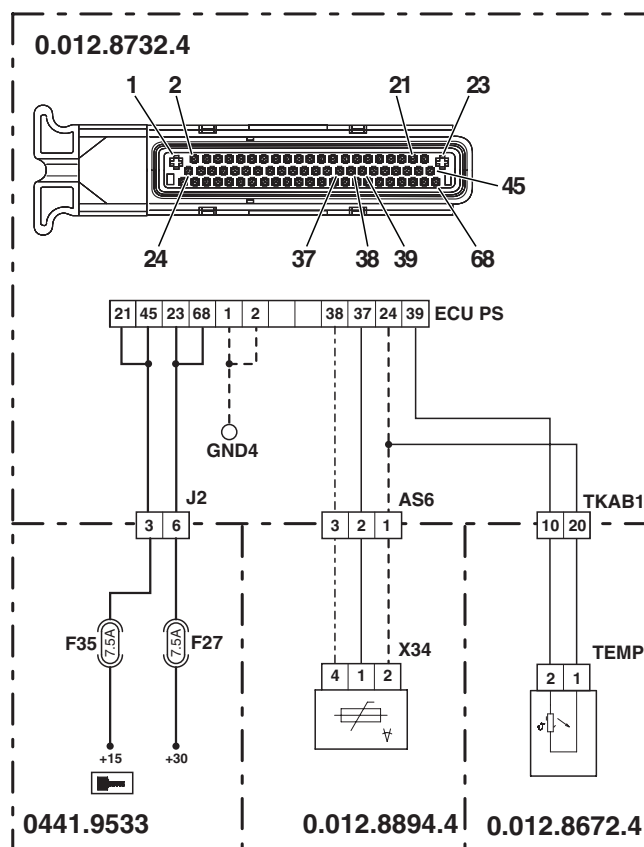 0.012.8732.4
1 2 21 23
45
24 37 38 39 68
21 45 23 68 1 2 38 37 24 39 ECU PS
GND4
J2 AS6 TKAB1
3 6 3 2 1 10 20
F35 7.5A 7.5A F27
X34 TEMP
4 1 2 2 1
+15 +30
0441.9533 0.012.8894.4 0.012.8672.4